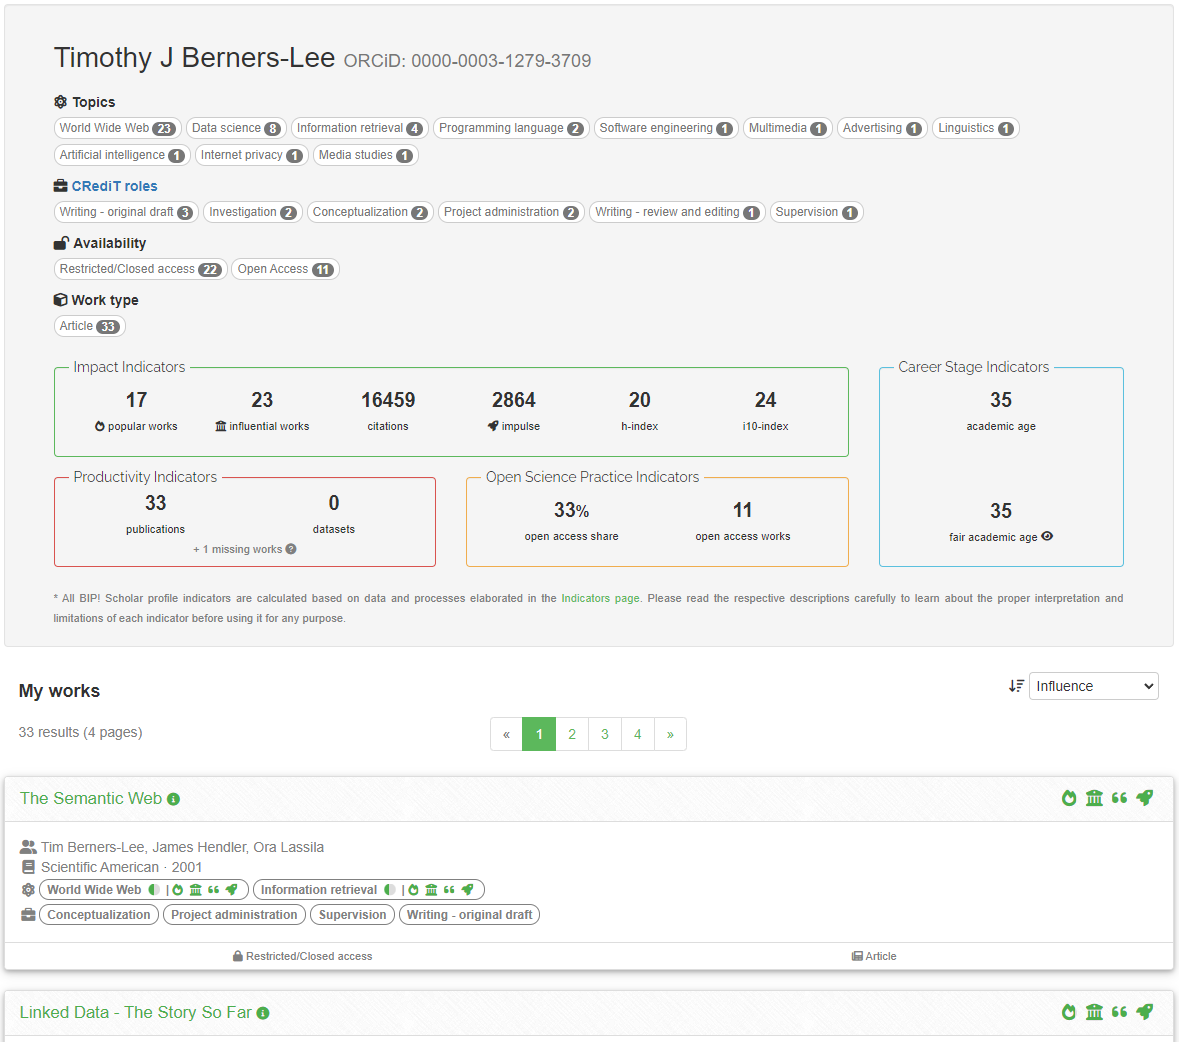 Timothy J Berners-Lee ORCiD: 0000-0003-1279-3709
Topics
World Wide Web 23 Data science 8 Information retrieval 4 Programming language 2 Software engineering 1 Multimedia 1 Advertising 1 Linguistics 1
Artificial intelligence 1 Internet privacy 1 Media studies 1
CRediT roles
Writing - original draft 3 Investigation 2 Conceptualization 2 Project administration 2 Writing - review and editing 1 Supervision 1
Availability
Restricted/Closed access 22 Open Access 11
Work type
Article 33
Impact Indicators
17 23 16459 2864 20 24
popular works influential works citations impulse h-index i10-index
Career Stage Indicators
35
academic age
35
fair academic age
Productivity Indicators
33 0
publications datasets
+ 1 missing works ?
Open Science Practice Indicators
33% 11
open access share open access works
* All BIP! Scholar profile indicators are calculated based on data and processes elaborated in the Indicators page. Please read the respective descriptions carefully to learn about the proper interpretation and
limitations of each indicator before using it for any purpose.
My works
Influence
33 results (4 pages)
« 1 2 3 4 »
The Semantic Web
Tim Berners-Lee, James Hendler, Ora Lassila
Scientific American · 2001
World Wide Web | Information retrieval |
Conceptualization Project administration Supervision Writing - original draft
Restricted/Closed access Article
Linked Data - The Story So Far